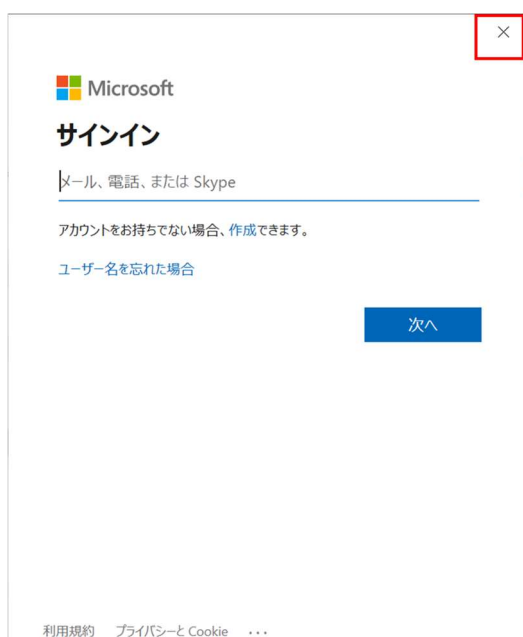 Microsoft
サインイン
メール、電話、または Skype
アカウントをお持ちでない場合、作成できます。
ユーザー名を忘れた場合
次へ
利用規約 プライバシーと Cookie ...